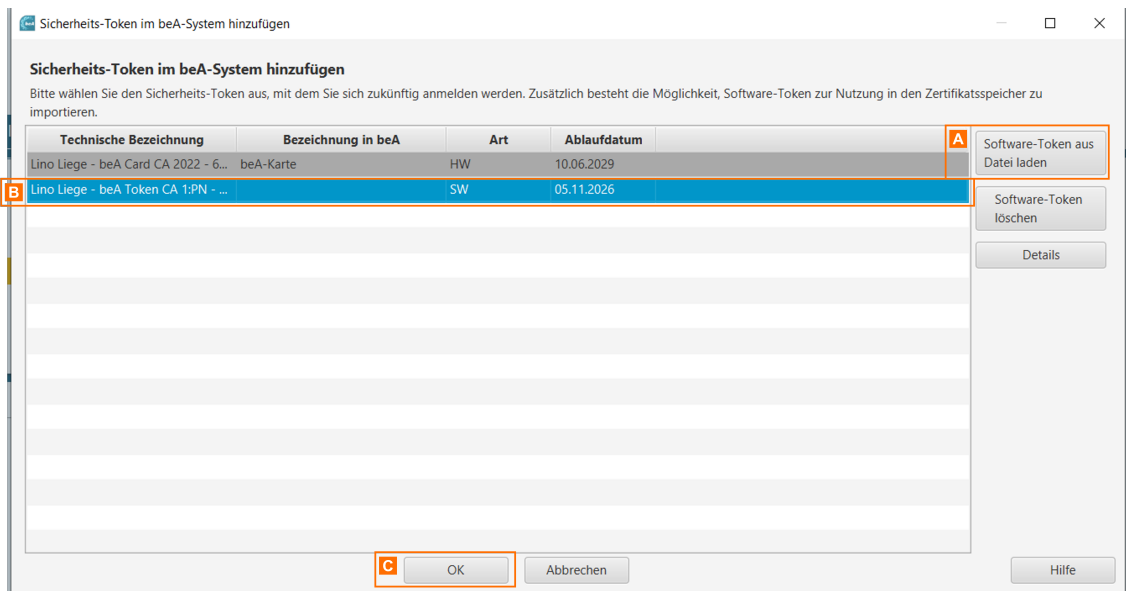 Sicherheits-Token im beA-System hinzufügen
Sicherheits-Token im beA-System hinzufügen
Bitte wählen Sie den Sicherheits-Token aus, mit dem Sie sich zukünftig anmelden werden. Zusätzlich besteht die Möglichkeit, Software-Token zur Nutzung in den Zertifikatsspeicher zu
importieren.
Technische Bezeichnung Bezeichnung in beA Art Ablaufdatum
Lino Liege - beA Card CA 2022 - 6... beA-Karte HW 10.06.2029
B Lino Liege - beA Token CA 1:PN - ... SW 05.11.2026
A Software-Token aus
Datei laden
Software-Token
löschen
Details
C OK Abbrechen Hilfe